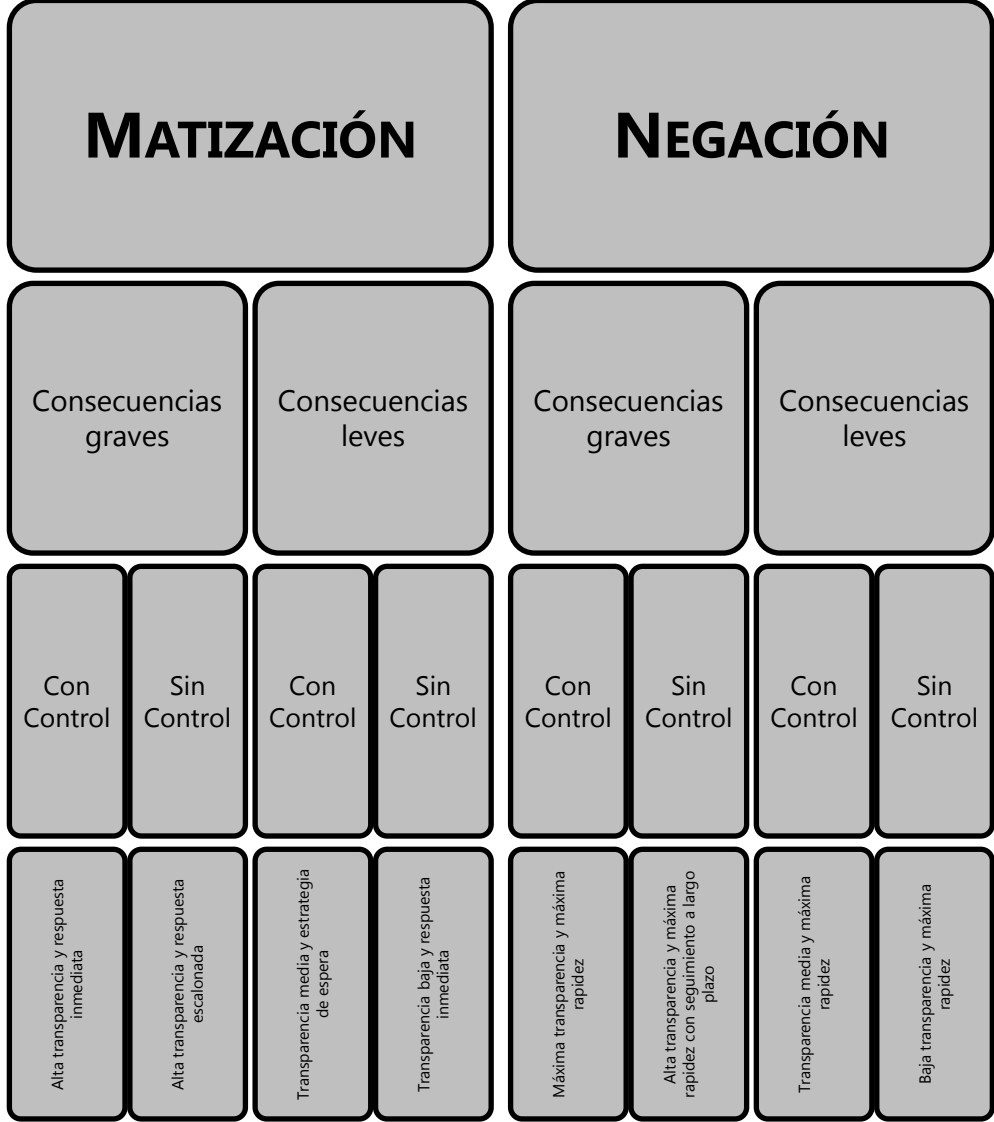 MATIZACIÓN
NEGACIÓN
Consecuencias
graves
Consecuencias
leves
Consecuencias
graves
Consecuencias
leves
Con
Control
Sin
Control
Con
Control
Sin
Control
Con
Control
Sin
Control
Con
Control
Sin
Control
Alta transparencia y respuesta
inmediata
Alta transparencia y respuesta
escalonada
Transparencia media y estrategia
de espera
Transparencia baja y respuesta
inmediata
Máxima transparencia y máxima
rapidez
Alta transparencia y máxima
rapidez con seguimiento a largo
plazo
Transparencia media y máxima
rapidez
Baja transparencia y máxima
rapidez